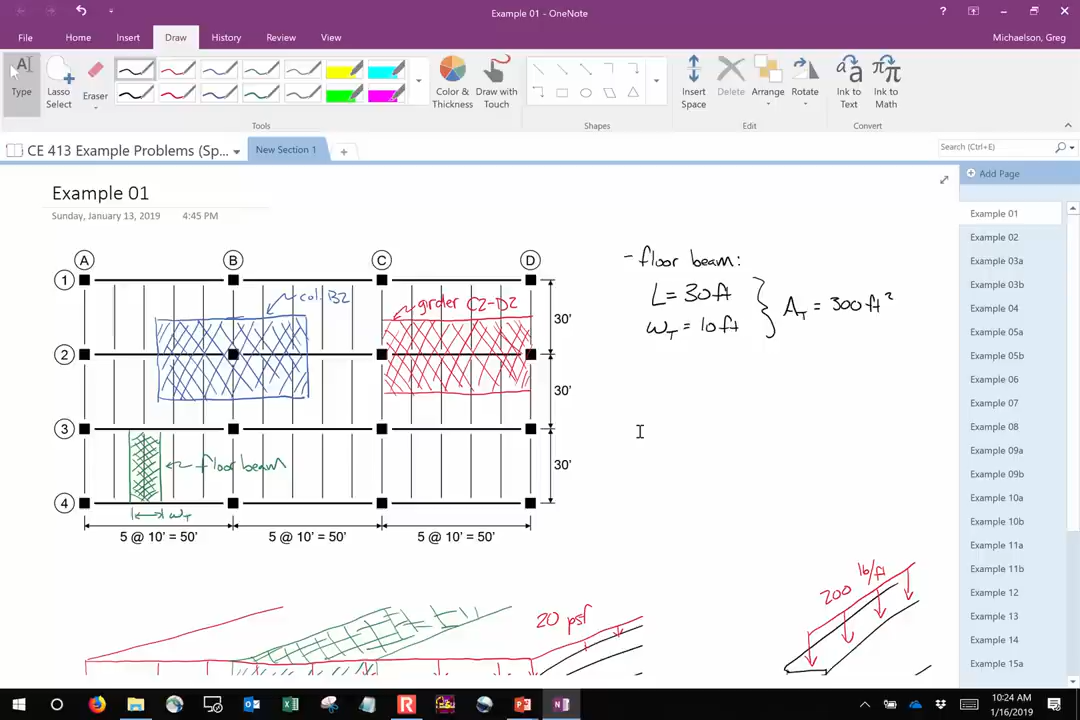 Example 01 - OneNote
?
Michaelson, Greg
File
Home
Insert
Draw
History
Review
View
Type
Lasso Select
Eraser
Color & Thickness
Draw with Touch
Insert Space
Delete
Arrange
Rotate
Ink to Text
Ink to Math
Tools
Shapes
Edit
Convert
CE 413 Example Problems (Sp...
New Section 1
Search (Ctrl+E)
Add Page
Example 01
Sunday, January 13, 2019 4:45 PM
A B C D
1
2
3
4
col. B2
girder C2-D2
floor beam
wT
30'
30'
30'
5 @ 10' = 50'
5 @ 10' = 50'
5 @ 10' = 50'
- floor beam:
L = 30 ft
wT = 10 ft
AT = 300 ft²
20 psf
200 lb/ft
Example 01
Example 02
Example 03a
Example 03b
Example 04
Example 05a
Example 05b
Example 06
Example 07
Example 08
Example 09a
Example 09b
Example 10a
Example 10b
Example 11a
Example 11b
Example 12
Example 13
Example 14
Example 15a
10:24 AM
1/16/2019